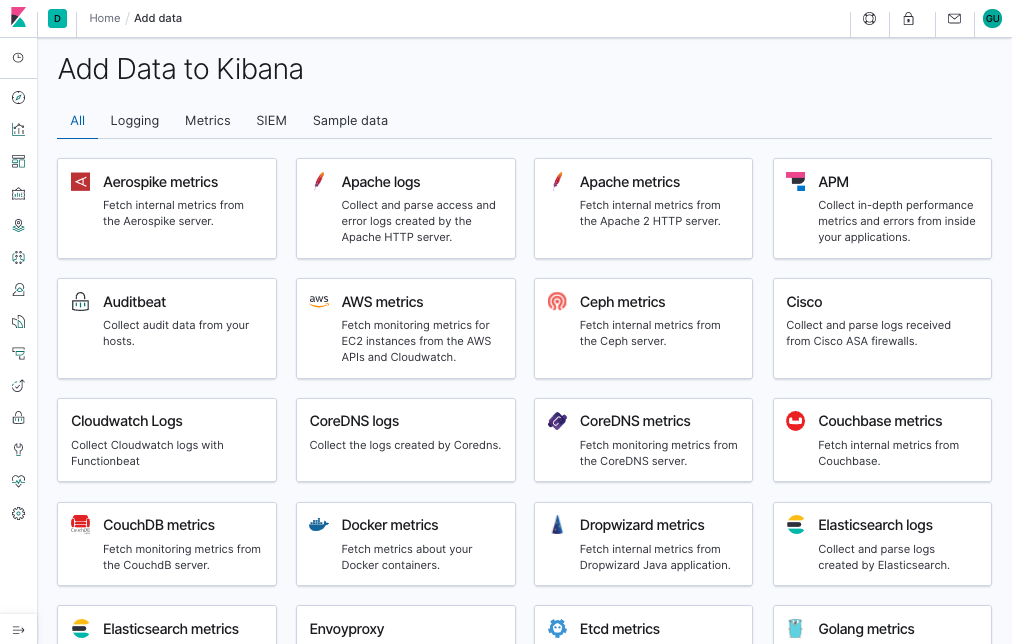 D Home / Add data GU
Add Data to Kibana
All Logging Metrics SIEM Sample data
Aerospike metrics
Fetch internal metrics from
the Aerospike server.
Apache logs
Collect and parse access and
error logs created by the
Apache HTTP server.
Apache metrics
Fetch internal metrics from
the Apache 2 HTTP server.
APM
Collect in-depth performance
metrics and errors from inside
your applications.
Auditbeat
Collect audit data from your
hosts.
aws
AWS metrics
Fetch monitoring metrics for
EC2 instances from the AWS
APIs and Cloudwatch.
Ceph metrics
Fetch internal metrics from
the Ceph server.
Cisco
Collect and parse logs received
from Cisco ASA firewalls.
Cloudwatch Logs
Collect Cloudwatch logs with
Functionbeat
CoreDNS logs
Collect the logs created by Coredns.
CoreDNS metrics
Fetch monitoring metrics from
the CoreDNS server.
Couchbase metrics
Fetch internal metrics from
Couchbase.
CouchDB metrics
Fetch monitoring metrics from
the CouchdB server.
Docker metrics
Fetch metrics about your
Docker containers.
Dropwizard metrics
Fetch internal metrics from
Dropwizard Java application.
Elasticsearch logs
Collect and parse logs
created by Elasticsearch.
Elasticsearch metrics
Envoyproxy
Etcd metrics
Golang metrics